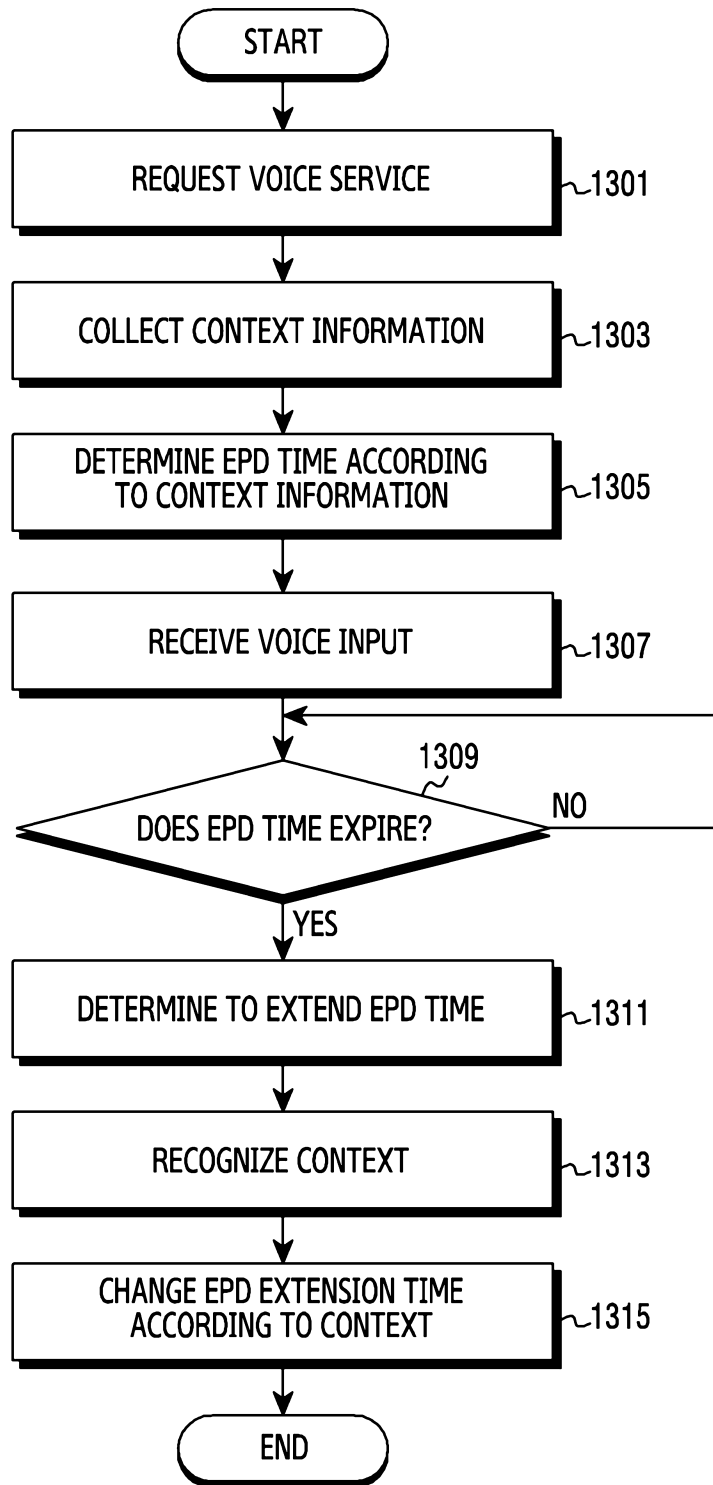 START
REQUEST VOICE SERVICE
1301
COLLECT CONTEXT INFORMATION
1303
DETERMINE EPD TIME ACCORDING
TO CONTEXT INFORMATION
1305
RECEIVE VOICE INPUT
1307
1309
DOES EPD TIME EXPIRE?
NO
YES
DETERMINE TO EXTEND EPD TIME
1311
RECOGNIZE CONTEXT
1313
CHANGE EPD EXTENSION TIME
ACCORDING TO CONTEXT
1315
END